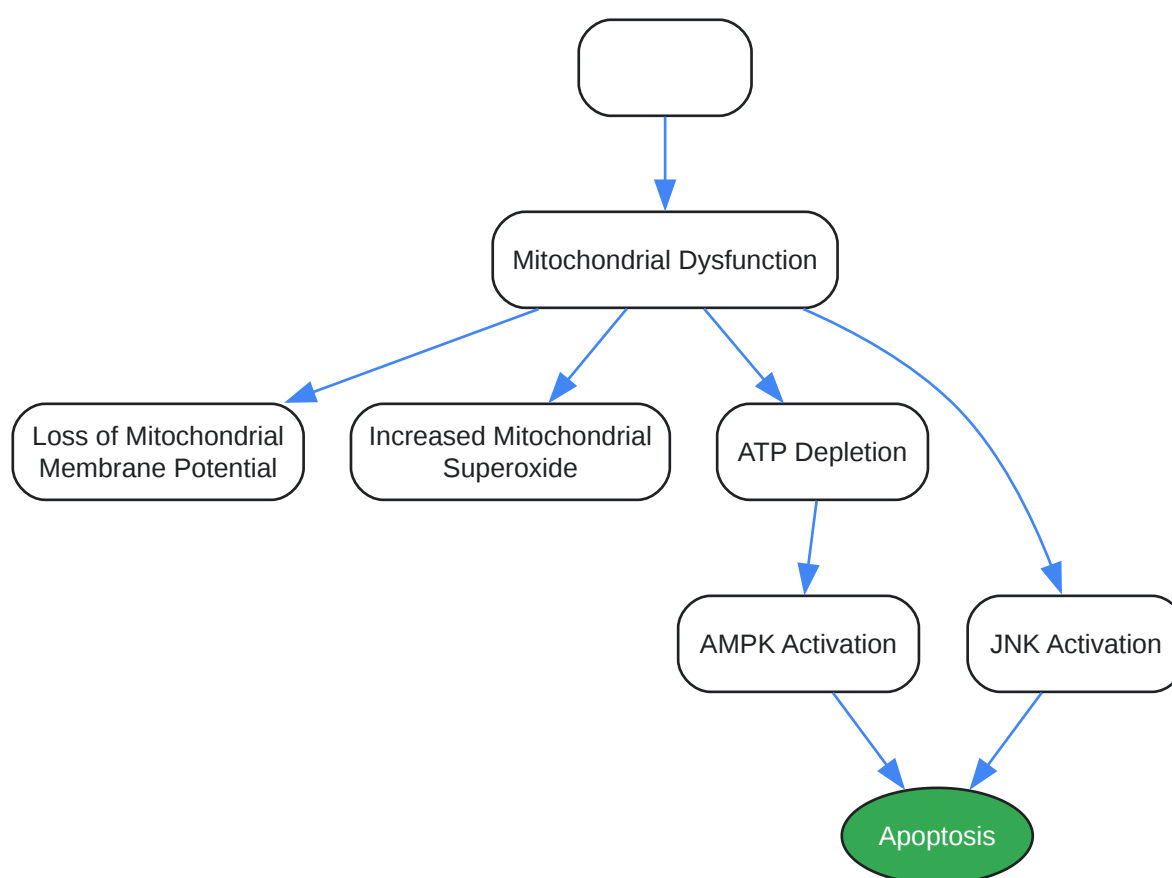 Mitochondrial Dysfunction
Loss of Mitochondrial
Membrane Potential
Increased Mitochondrial
Superoxide
ATP Depletion
AMPK Activation
JNK Activation
Apoptosis